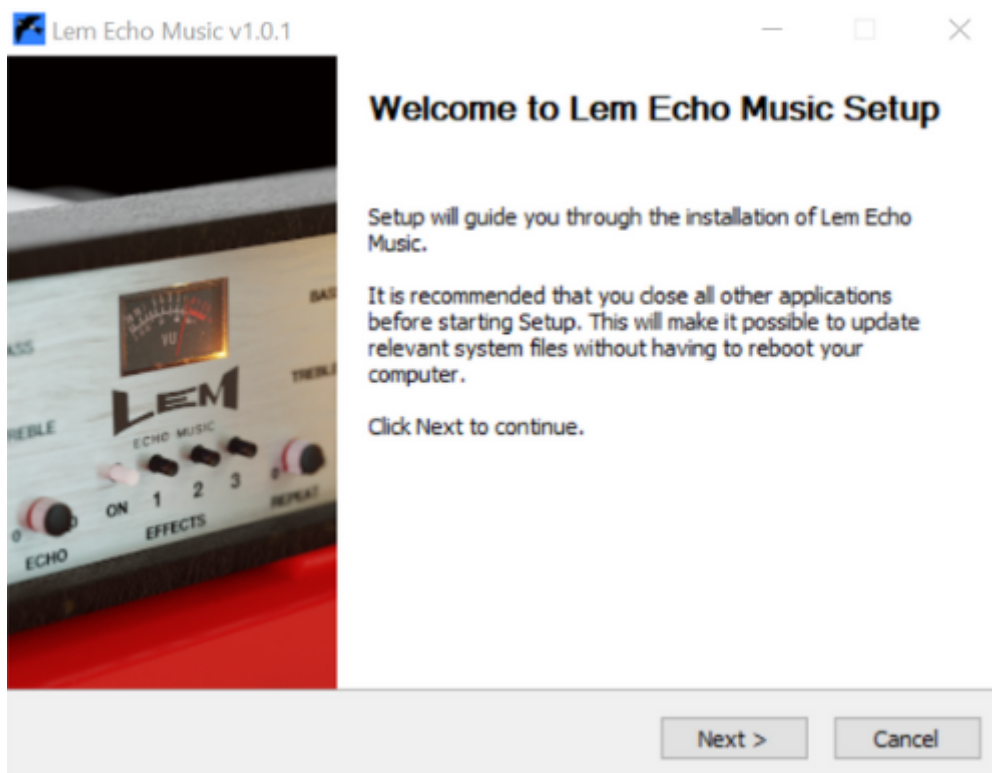 Lem Echo Music v1.0.1
Welcome to Lem Echo Music Setup
Setup will guide you through the installation of Lem Echo
Music.
It is recommended that you close all other applications
before starting Setup. This will make it possible to update
relevant system files without having to reboot your
computer.
Click Next to continue.
BASS
VU
TREBLE
LEM
ECHO MUSIC
ON 1 2 3
0
REPEAT
0
ECHO
EFFECTS
Next >
Cancel